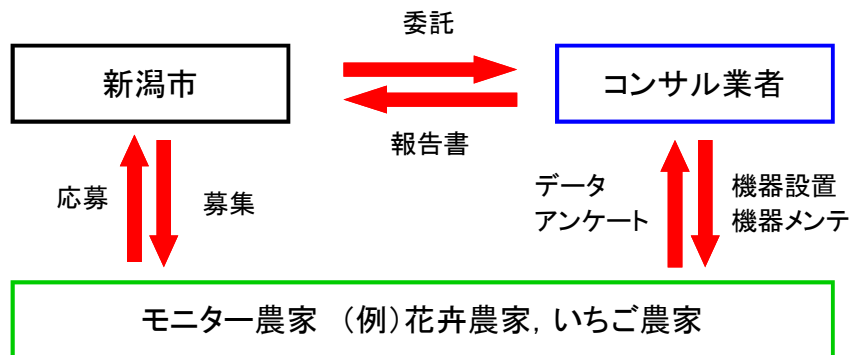 委託
新潟市
コンサル業者
報告書
応募
募集
データ
アンケート
機器設置
機器メンテ
モニター農家 （例）花卉農家，いちご農家